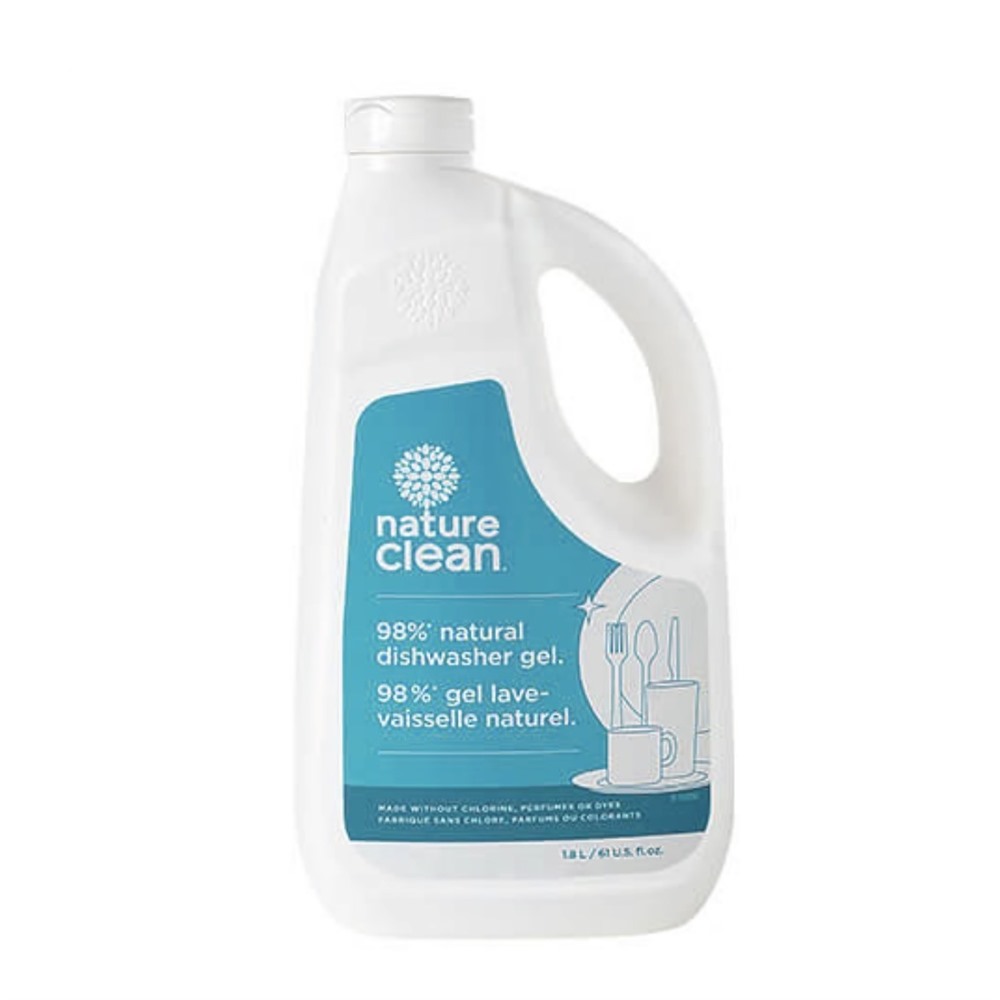 nature
clean.
98%* natural
dishwasher gel.
98%* gel lave-
vaisselle naturel.
MADE WITHOUT CHLORINE, PERFUMES OR DYES
FABRIQUÉ SANS CHLORE, PARFUMS OU COLORANTS
1.8 L / 61 U.S. fl.oz.